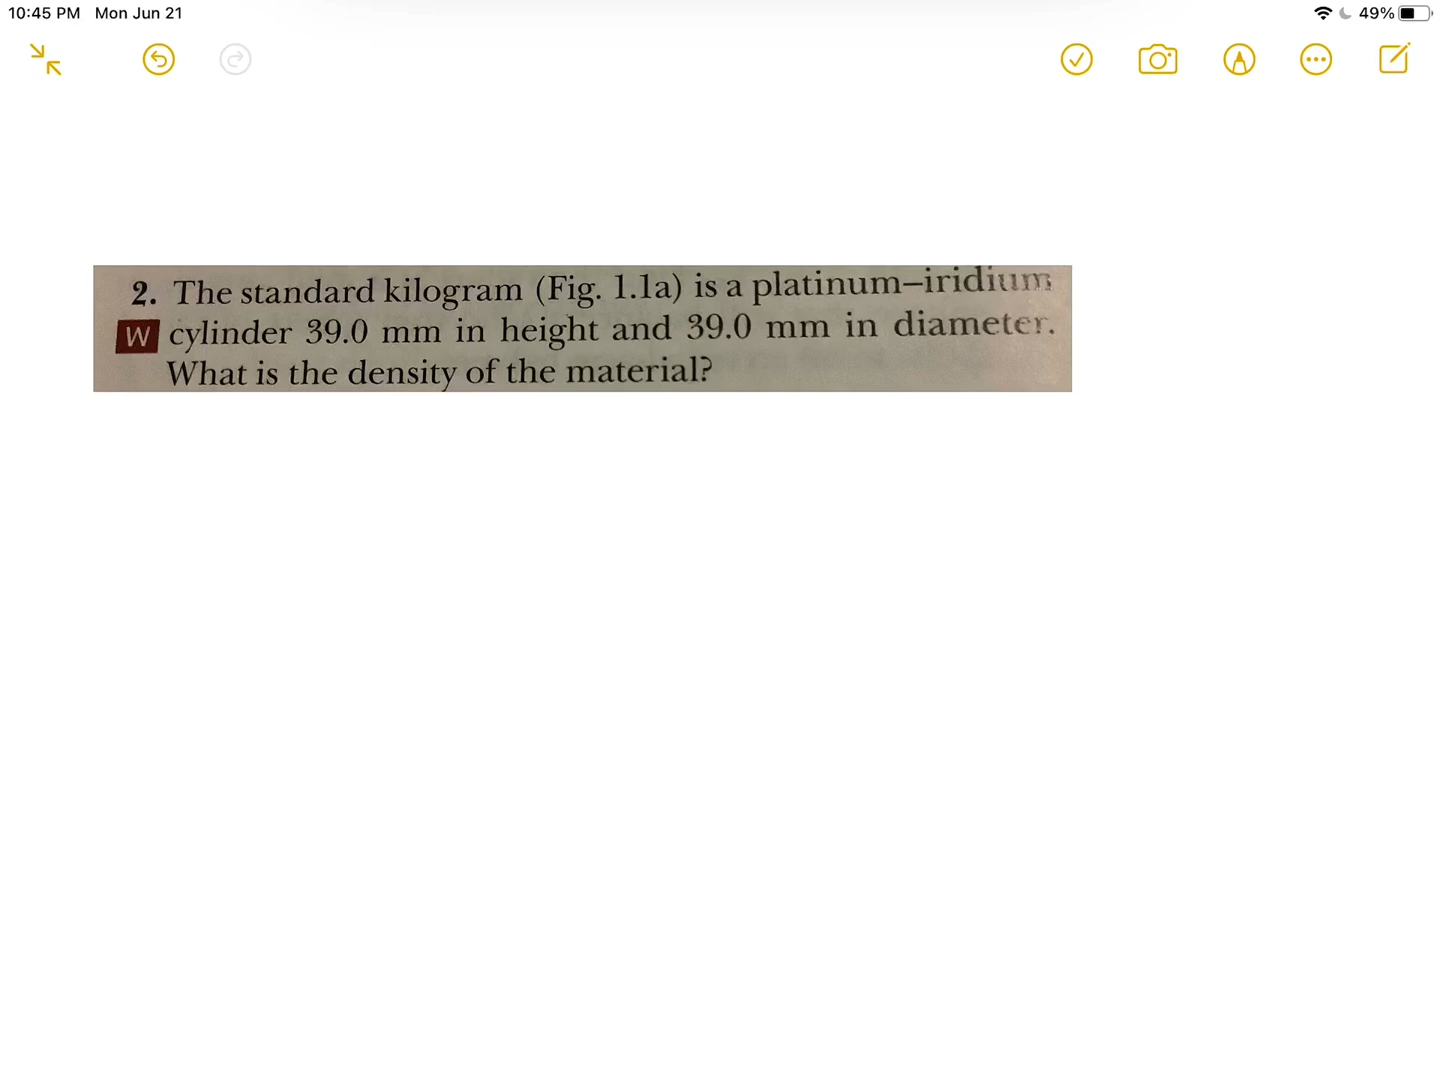 10:45 PM Mon Jun 21 49%
2. The standard kilogram (Fig. 1.1a) is a platinum–iridium
W cylinder 39.0 mm in height and 39.0 mm in diameter.
What is the density of the material?